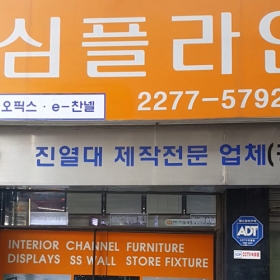 심플라인
오픽스 · e-찬넬
2277-5792
진열대 제작전문 업체
ADT
INTERIOR CHANNEL FURNITURE
DISPLAYS SS WALL STORE FIXTURE